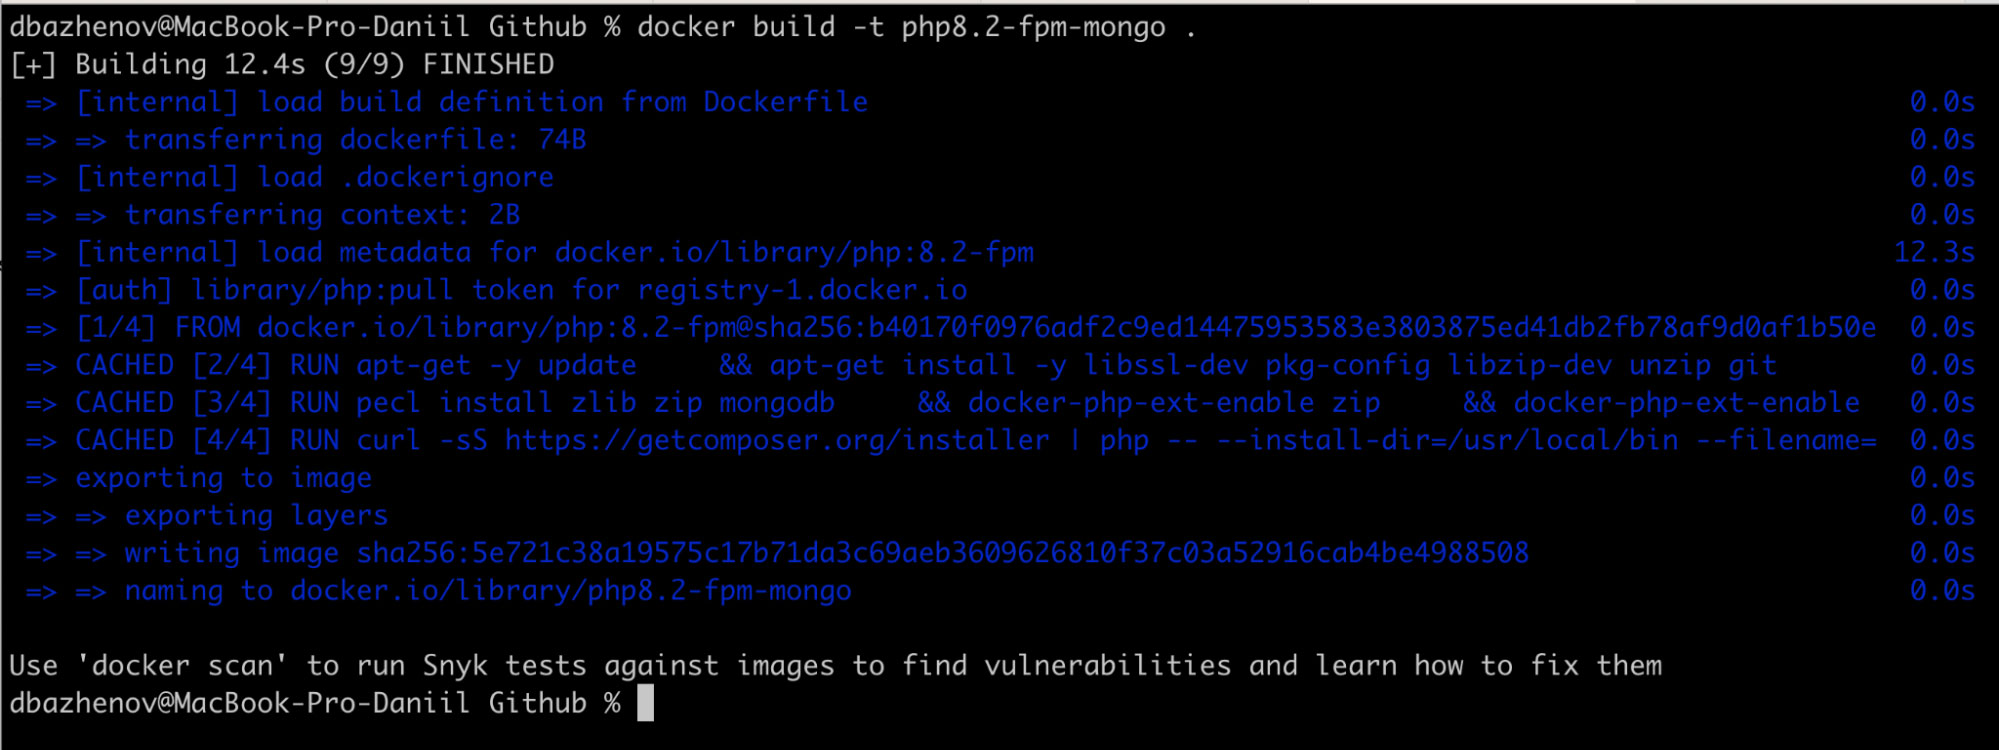 dbazhenov@MacBook-Pro-Daniil Github % docker build -t php8.2-fpm-mongo .
[+] Building 12.4s (9/9) FINISHED
=> [internal] load build definition from Dockerfile 0.0s
=> => transferring dockerfile: 74B 0.0s
=> [internal] load .dockerignore 0.0s
=> => transferring context: 2B 0.0s
=> [internal] load metadata for docker.io/library/php:8.2-fpm 12.3s
=> [auth] library/php:pull token for registry-1.docker.io 0.0s
=> [1/4] FROM docker.io/library/php:8.2-fpm@sha256:b40170f0976adf2c9ed14475953583e3803875ed41db2fb78af9d0af1b50e 0.0s
=> CACHED [2/4] RUN apt-get -y update     && apt-get install -y libssl-dev pkg-config libzip-dev unzip git 0.0s
=> CACHED [3/4] RUN pecl install zlib zip mongodb     && docker-php-ext-enable zip     && docker-php-ext-enable 0.0s
=> CACHED [4/4] RUN curl -sS https://getcomposer.org/installer | php -- --install-dir=/usr/local/bin --filename= 0.0s
=> exporting to image 0.0s
=> => exporting layers 0.0s
=> => writing image sha256:5e721c38a19575c17b71da3c69aeb3609626810f37c03a52916cab4be4988508 0.0s
=> => naming to docker.io/library/php8.2-fpm-mongo 0.0s
Use 'docker scan' to run Snyk tests against images to find vulnerabilities and learn how to fix them
dbazhenov@MacBook-Pro-Daniil Github %